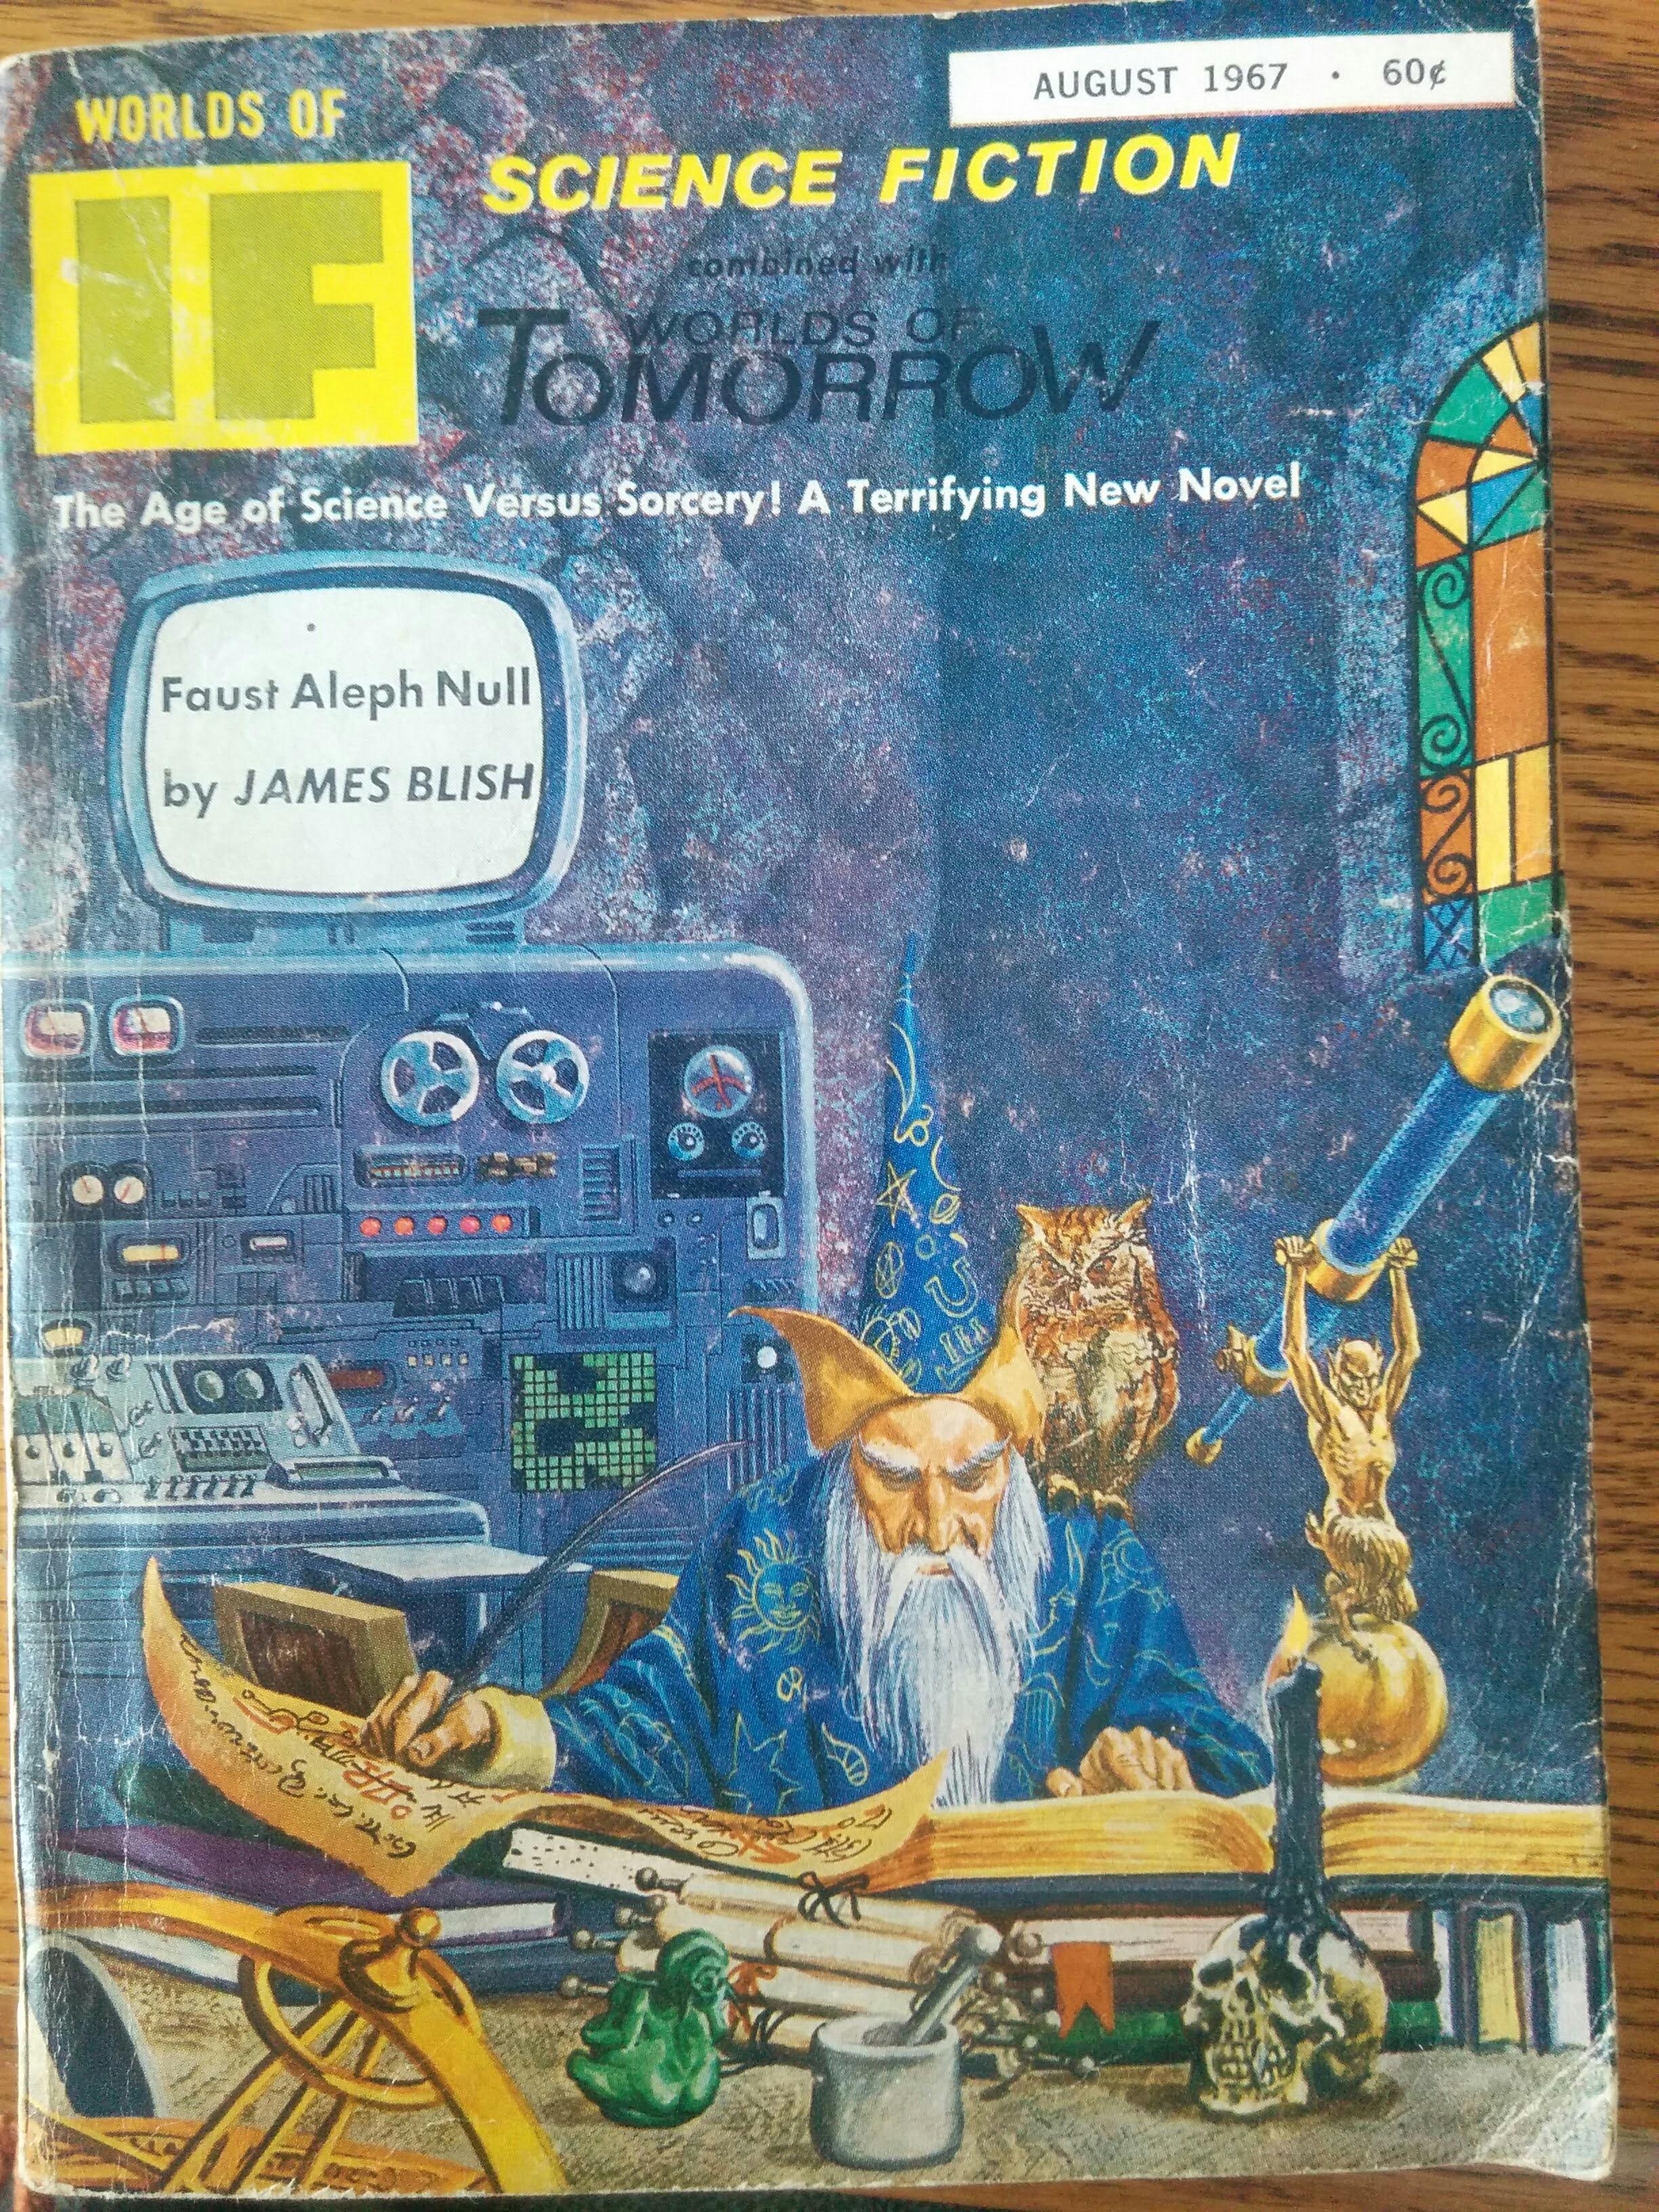 AUGUST 1967 · 60¢
WORLDS OF
IF
SCIENCE FICTION
combined with
WORLDS OF
TOMORROW
The Age of Science Versus Sorcery! A Terrifying New Novel
Faust Aleph Null
by JAMES BLISH